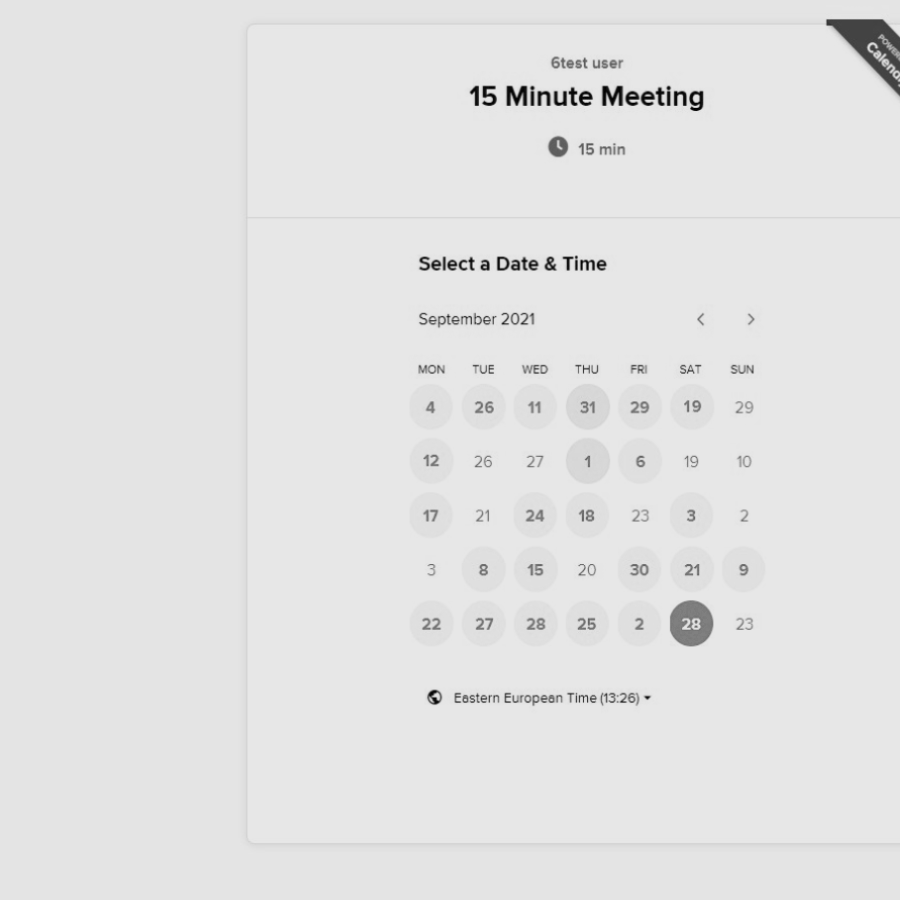 POWERED
Calendly
6test user
15 Minute Meeting
15 min
Select a Date & Time
September 2021
MON TUE WED THU FRI SAT SUN
4 26 11 31 29 19 29
12 26 27 1 6 19 10
17 21 24 18 23 3 2
3 8 15 20 30 21 9
22 27 28 25 2 28 23
Eastern European Time (13:26)